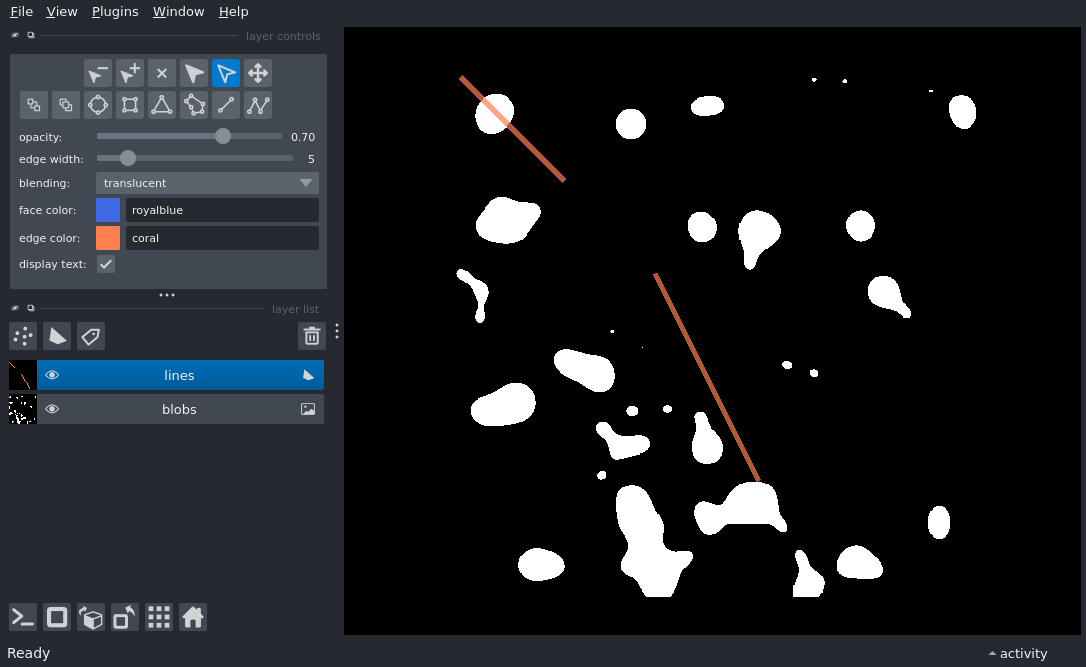 File View Plugins Window Help
layer controls
opacity: 0.70
edge width: 5
blending: translucent
face color: royalblue
edge color: coral
display text:
layer list
lines
blobs
Ready
activity